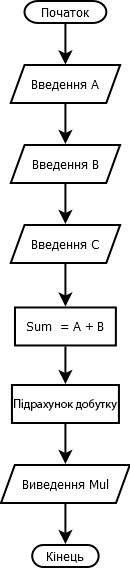 Початок
Введення A
Введення B
Введення C
Sum = A + B
Підрахунок добутку
Виведення Mul
Кінець